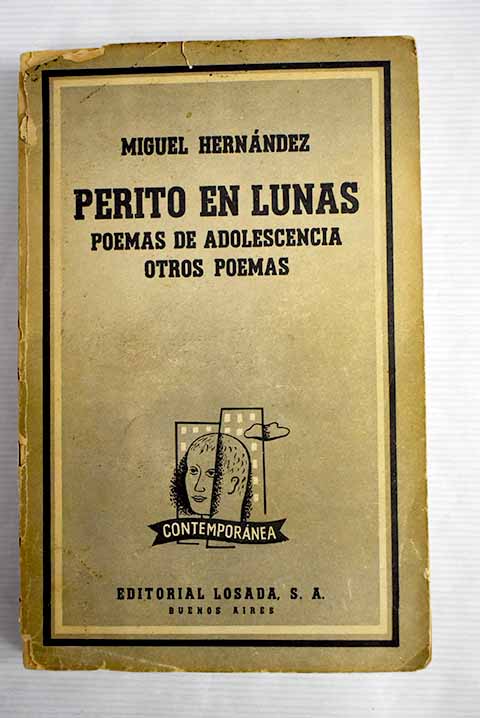 MIGUEL HERNÁNDEZ
PERITO EN LUNAS
POEMAS DE ADOLESCENCIA
OTROS POEMAS
CONTEMPORÁNEA
EDITORIAL LOSADA, S. A.
BUENOS AIRES